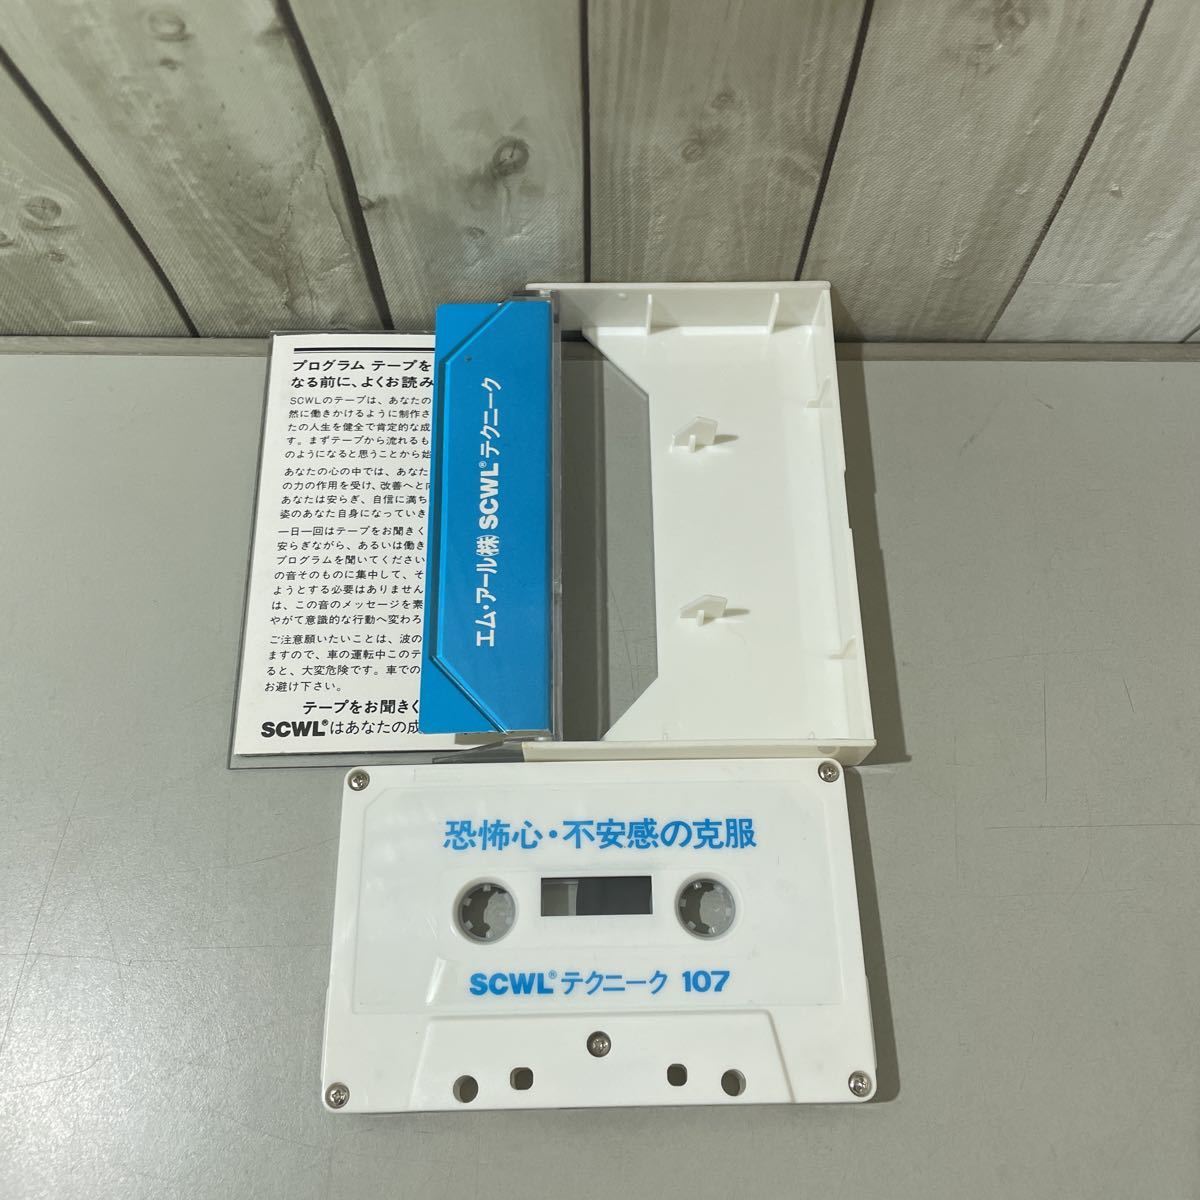 プログラム テープを
なる前に、よくお読み
SCWLのテープは、あなたの
然に働きかけるように制作さ
たの人生を健全で肯定的な成
す。まずテープから流れるも
のようになると思うことから始
あなたの心の中では、あなた
の力の作用を受け、改善へと向
あなたは安らぎ、自信に満ち
姿のあなた自身になっていき
一日一回はテープをお聞きく
安らぎながら、あるいは働き
プログラムを聞いてください
の音そのものに集中して、そ
ようとする必要はありません
は、この音のメッセージを素
やがて意識的な行動へ変わろ
ご注意願いたいことは、波の
ますので、車の運転中このテ
ると、大変危険です。車での
お避け下さい。
テープをお聞きく
SCWL®はあなたの成
エム・アール(株) SCWL®テクニーク
恐怖心・不安感の克服
SCWL®テクニーク 107